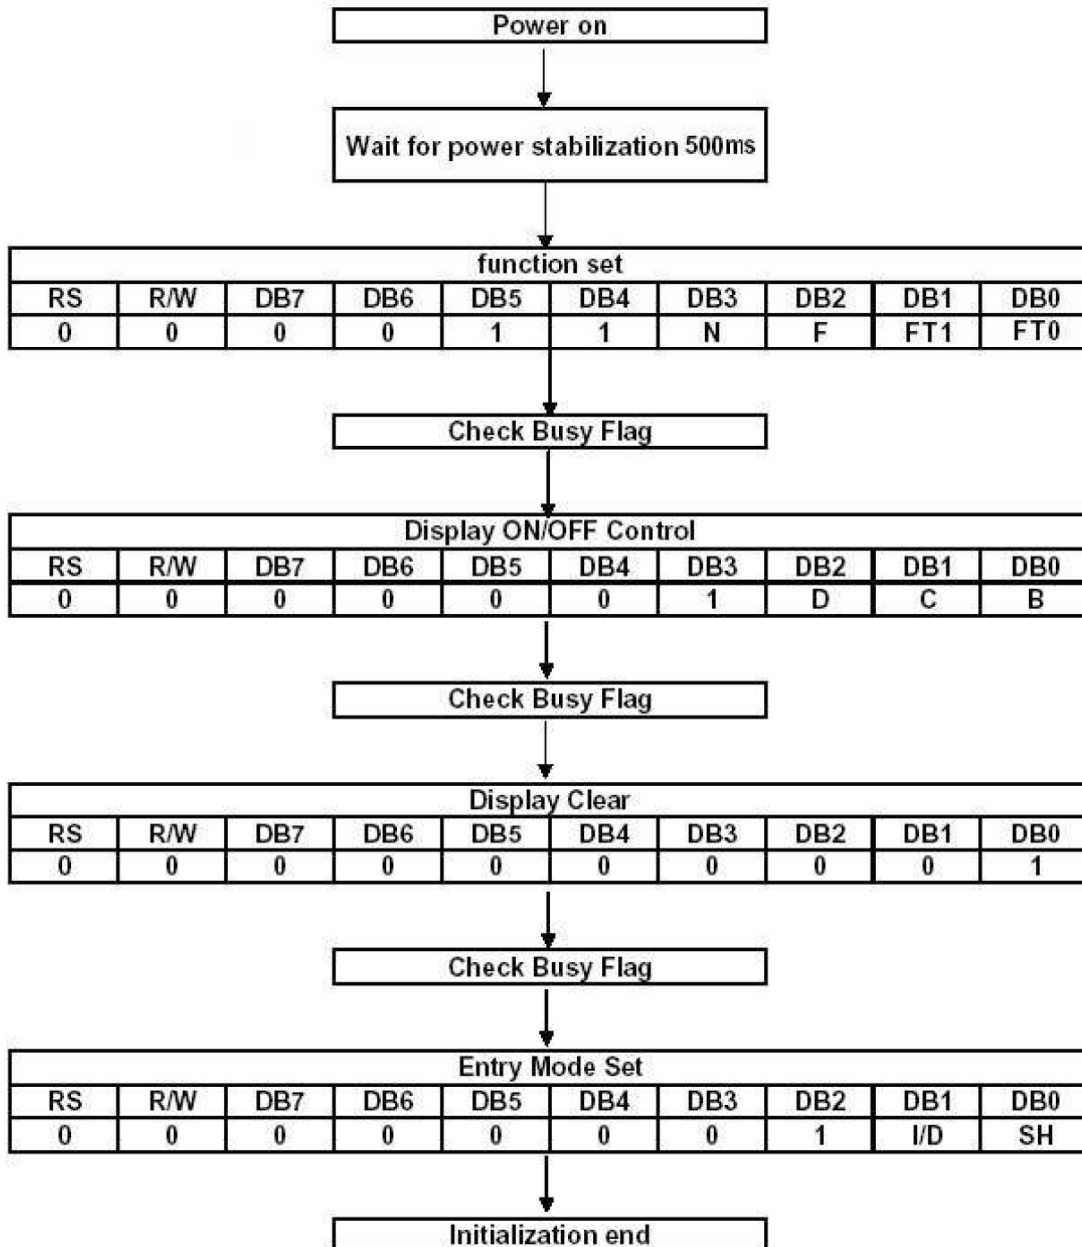 Power on
Wait for power stabilization 500ms
function set
RS R/W DB7 DB6 DB5 DB4 DB3 DB2 DB1 DB0
0 0 0 0 1 1 N F FT1 FT0
Check Busy Flag
Display ON/OFF Control
RS R/W DB7 DB6 DB5 DB4 DB3 DB2 DB1 DB0
0 0 0 0 0 0 1 D C B
Check Busy Flag
Display Clear
RS R/W DB7 DB6 DB5 DB4 DB3 DB2 DB1 DB0
0 0 0 0 0 0 0 0 0 1
Check Busy Flag
Entry Mode Set
RS R/W DB7 DB6 DB5 DB4 DB3 DB2 DB1 DB0
0 0 0 0 0 0 0 1 I/D SH
Initialization end